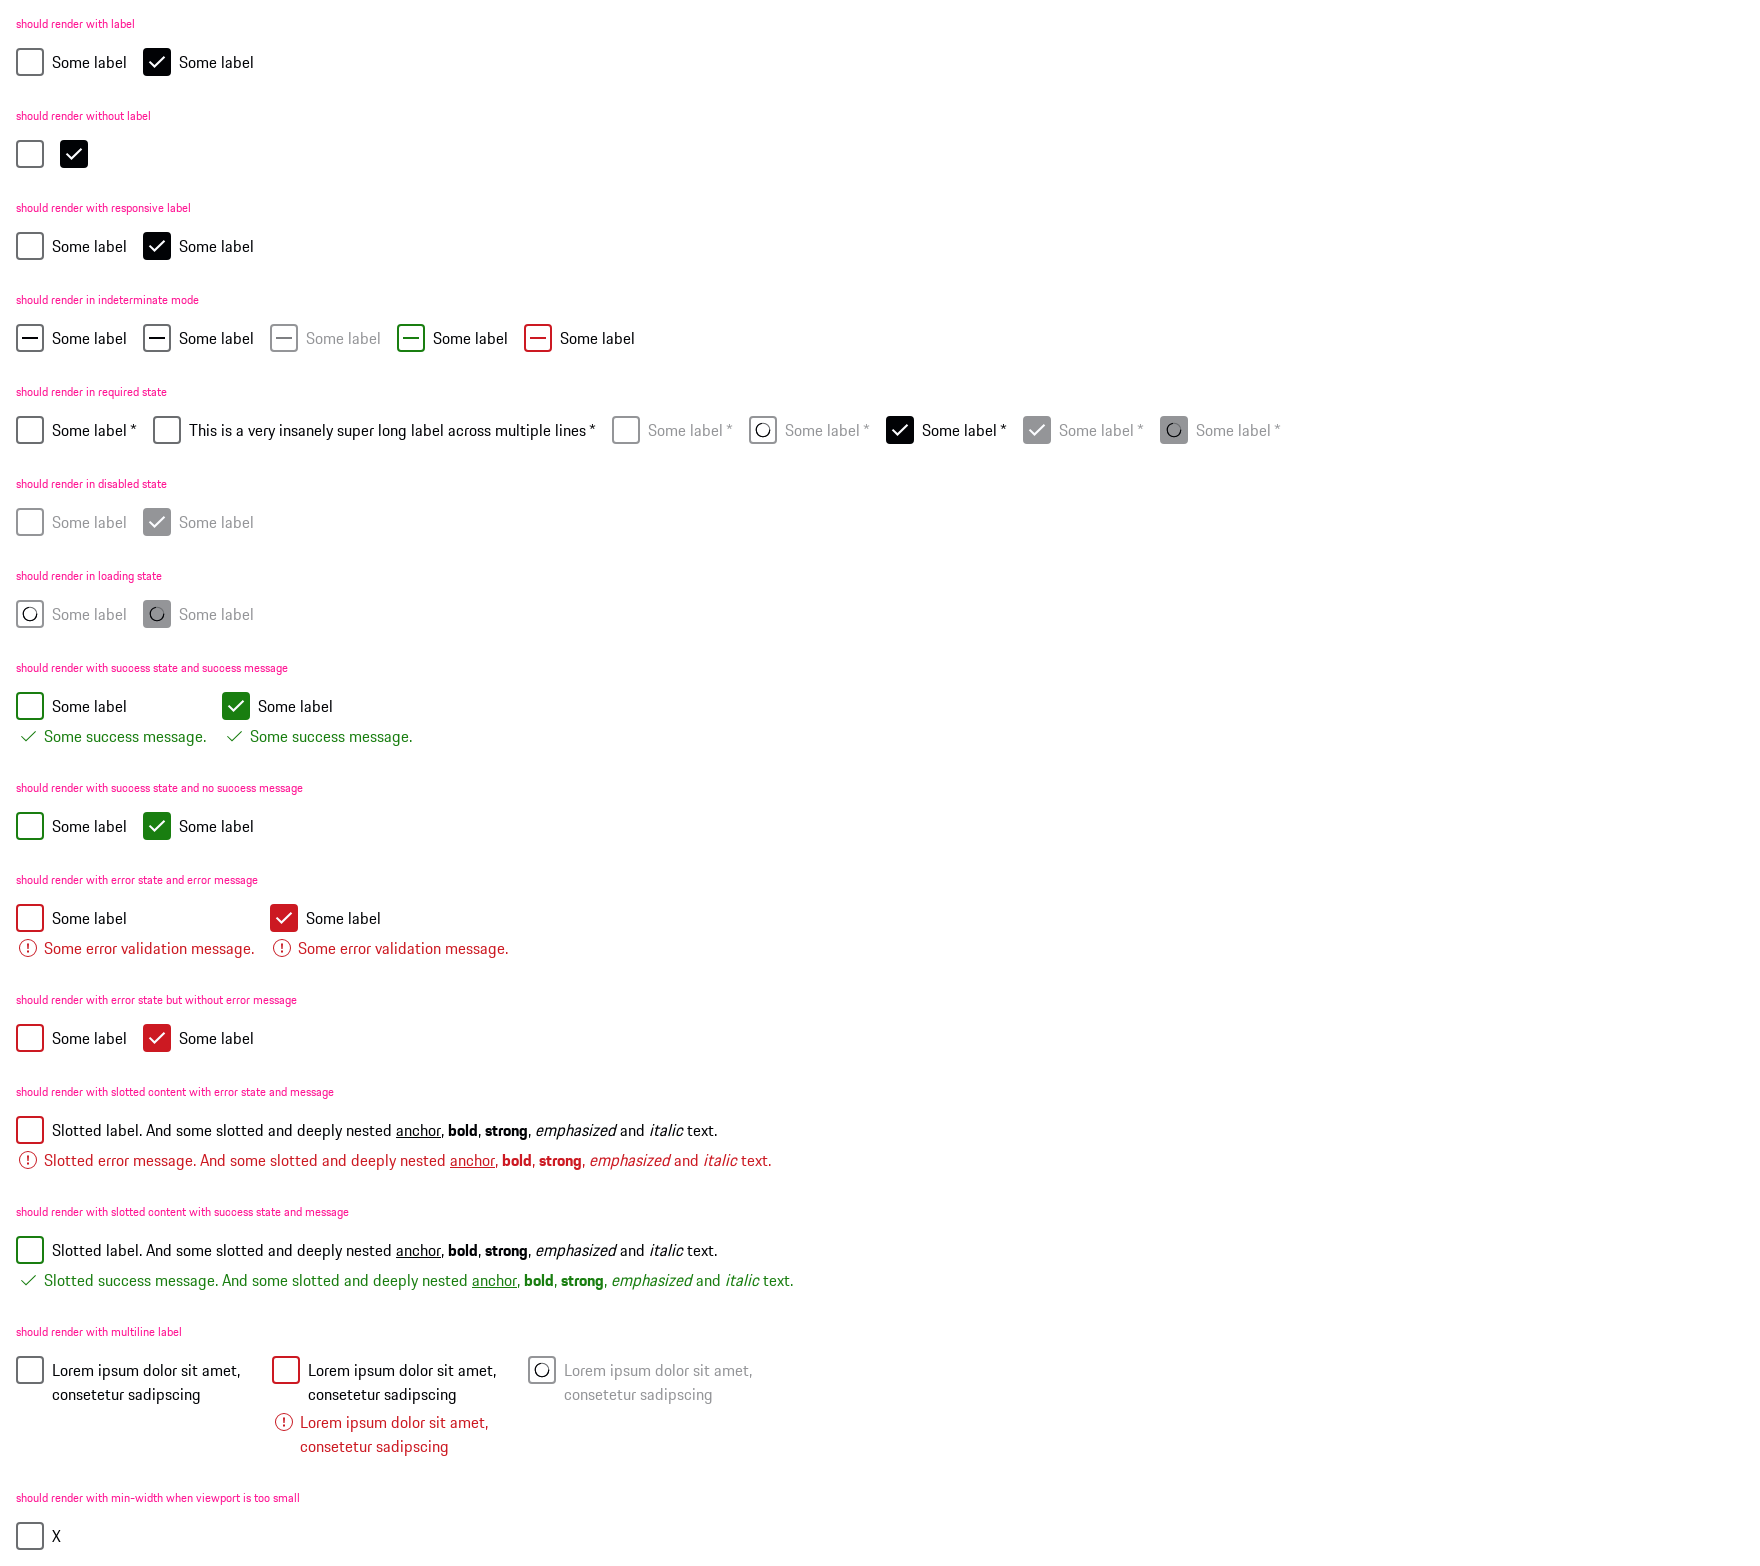 should render with label
Some label Some label
should render without label
should render with responsive label
Some label Some label
should render in indeterminate mode
Some label Some label Some label Some label Some label
should render in required state
Some label * This is a very insanely super long label across multiple lines * Some label * Some label * Some label * Some label * Some label *
should render in disabled state
Some label Some label
should render in loading state
Some label Some label
should render with success state and success message
Some label Some label
Some success message. Some success message.
should render with success state and no success message
Some label Some label
should render with error state and error message
Some label Some label
Some error validation message. Some error validation message.
should render with error state but without error message
Some label Some label
should render with slotted content with error state and message
Slotted label. And some slotted and deeply nested anchor, bold, strong, emphasized and italic text.
Slotted error message. And some slotted and deeply nested anchor, bold, strong, emphasized and italic text.
should render with slotted content with success state and message
Slotted label. And some slotted and deeply nested anchor, bold, strong, emphasized and italic text.
Slotted success message. And some slotted and deeply nested anchor, bold, strong, emphasized and italic text.
should render with multiline label
Lorem ipsum dolor sit amet, Lorem ipsum dolor sit amet, Lorem ipsum dolor sit amet,
consetetur sadipscing consetetur sadipscing consetetur sadipscing
Lorem ipsum dolor sit amet,
consetetur sadipscing
should render with min-width when viewport is too small
X